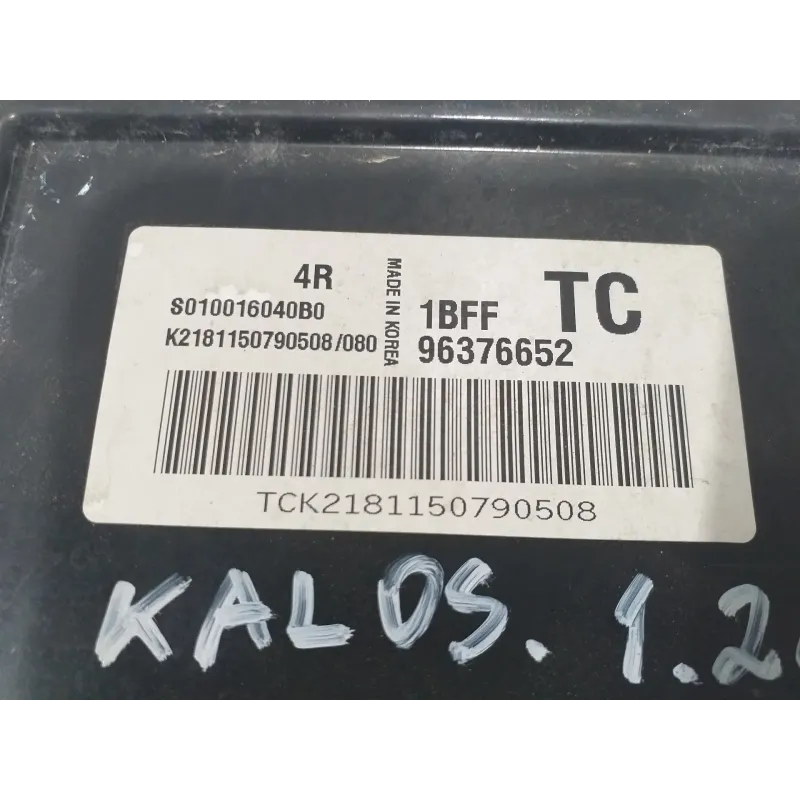 4R
S010016040B0
K2181150790508/080
MADE IN KOREA
1BFF TC
96376652
TCK2181150790508
KALOS. 1.2